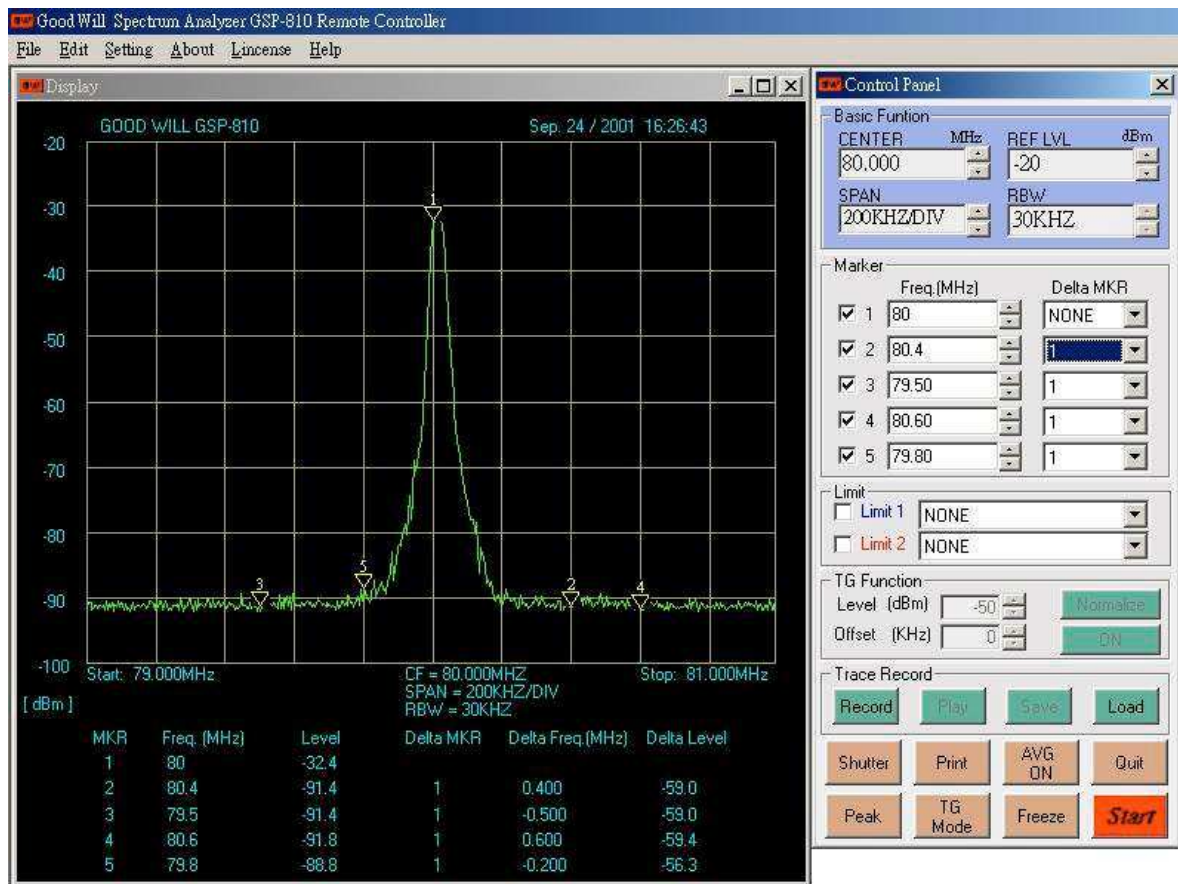 Good Will Spectrum Analyzer GSP-810 Remote Controller
File Edit Setting About Lincense Help
Display
GOOD WILL GSP-810 Sep. 24 / 2001 16:26:43
-20
-30
-40
-50
-60
-70
-80
-90
-100
[ dBm ]
1
5
3
2
4
Start: 79.000MHz CF = 80.000MHZ Stop: 81.000MHz
SPAN = 200KHZ/DIV
RBW = 30KHZ
MKR Freq. (MHz) Level Delta MKR Delta Freq.(MHz) Delta Level
1 80 -32.4
2 80.4 -91.4 1 0.400 -59.0
3 79.5 -91.4 1 -0.500 -59.0
4 80.6 -91.8 1 0.600 -59.4
5 79.8 -88.8 1 -0.200 -56.3
Control Panel
Basic Funtion
CENTER MHz REF LVL dBm
80.000 -20
SPAN RBW
200KHZ/DIV 30KHZ
Marker
Freq.(MHz) Delta MKR
1 80 NONE
2 80.4 1
3 79.50 1
4 80.60 1
5 79.80 1
Limit
Limit 1 NONE
Limit 2 NONE
TG Function
Level (dBm) -50 Normalize
Offset (KHz) 0 ON
Trace Record
Record Play Save Load
Shutter Print AVG ON Quit
Peak TG Mode Freeze Start